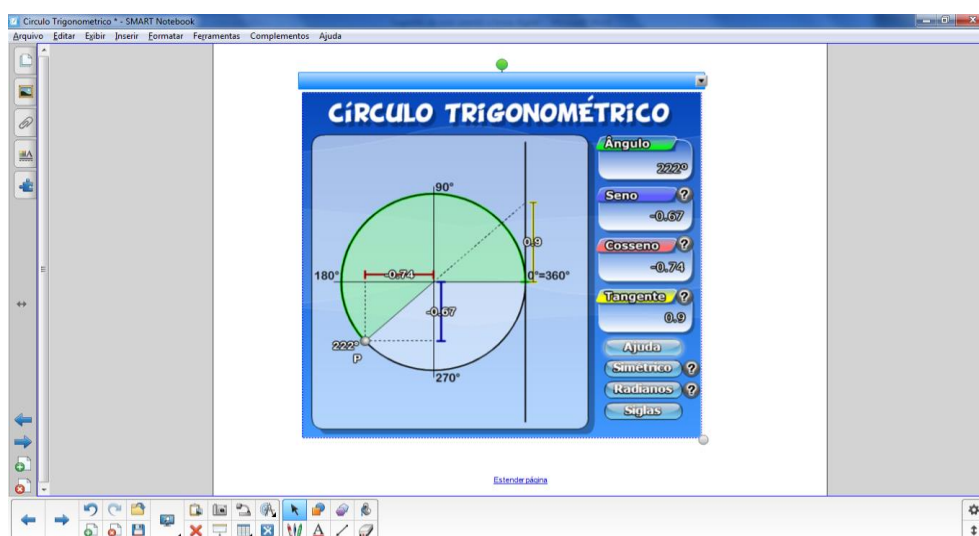 Circulo Trigonometrico * - SMART Notebook
Arquivo Editar Exibir Inserir Formatar Ferramentas Complementos Ajuda
CÍRCULO TRIGONOMÉTRICO
Ângulo
222º
90°
Seno ?
-0.67
0.9
Cosseno ?
-0.74
180°
-0.74
0°=360°
Tangente ?
0.9
-0.67
222º
P
Ajuda
Simétrico ?
270°
Radianos ?
Siglas
Estender página